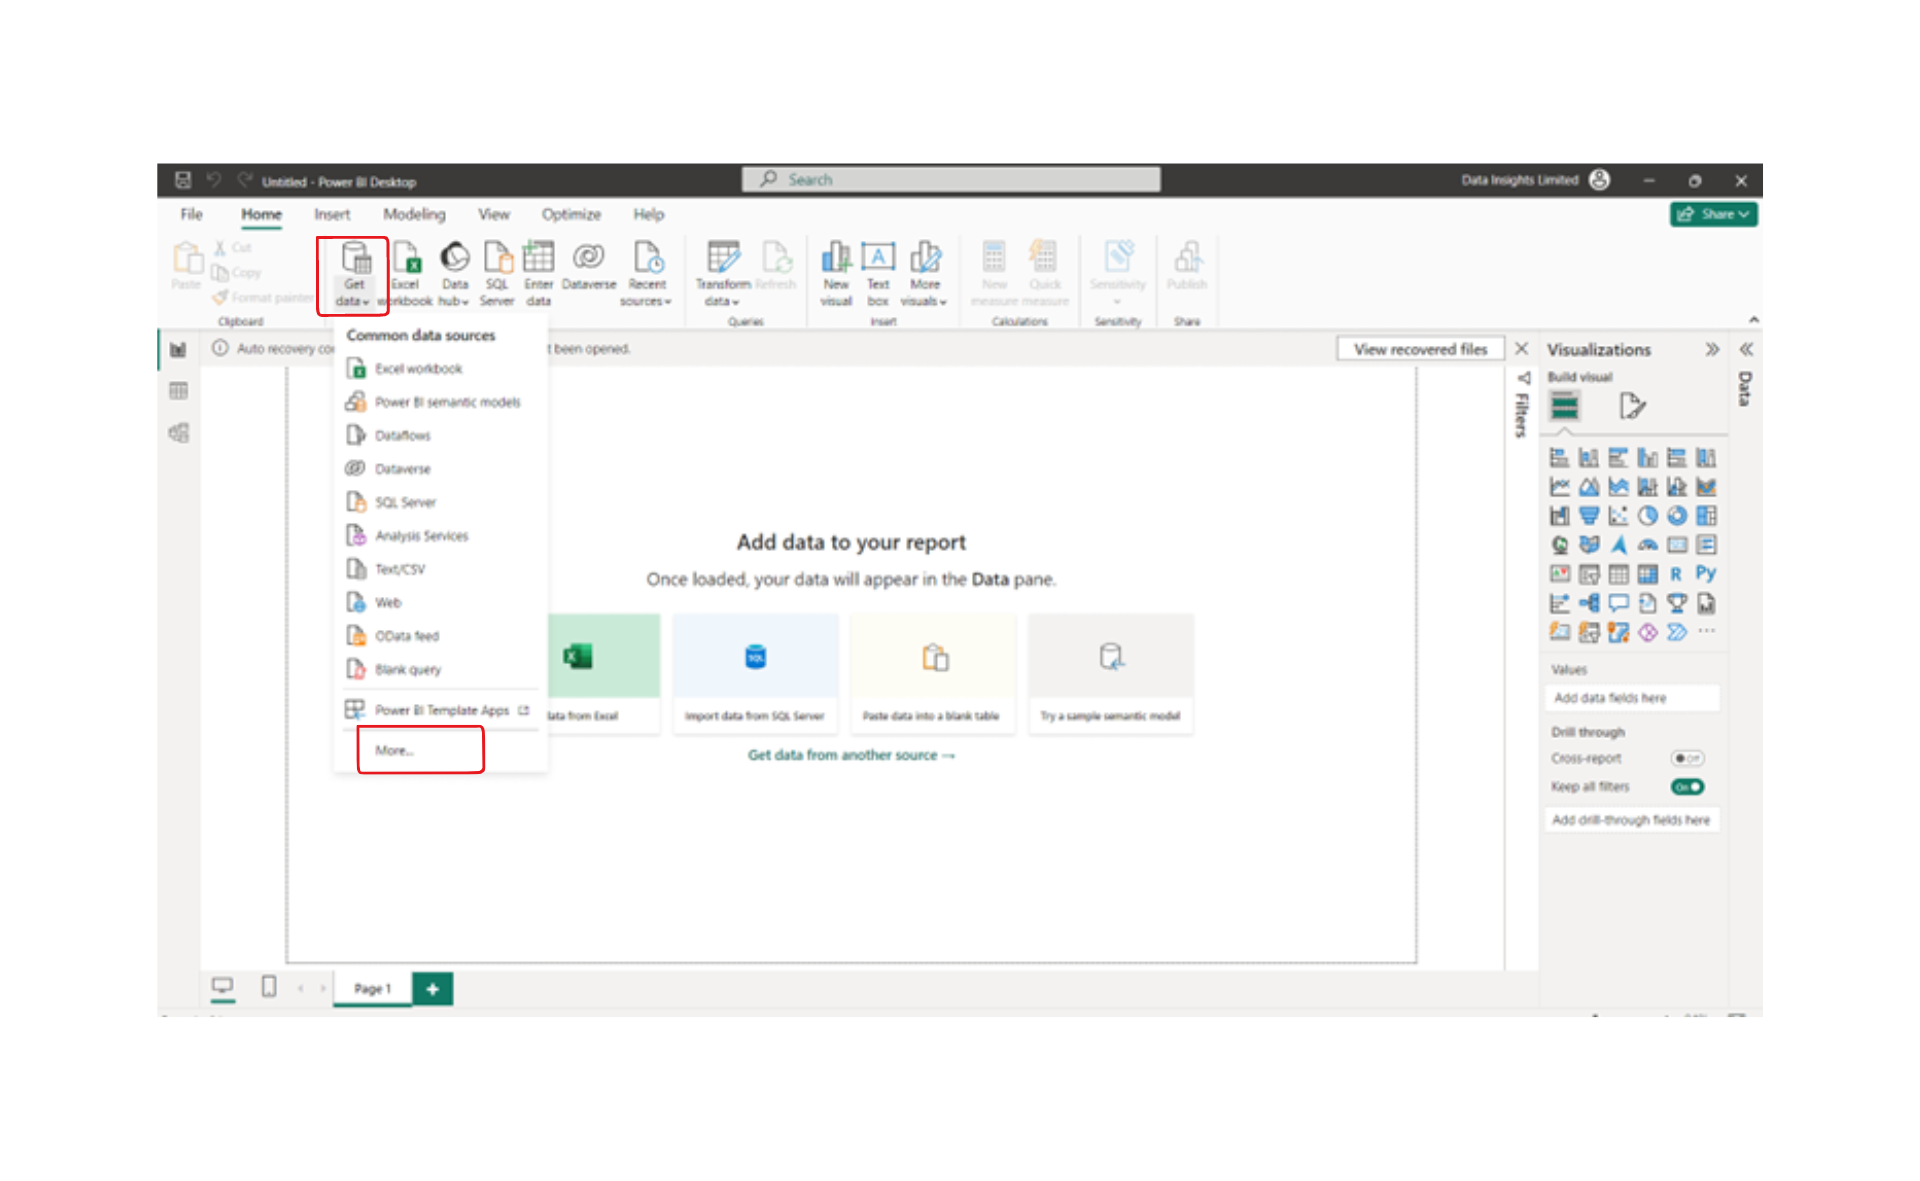 Untitled - Power BI Desktop
Search
Data Insights Limited
File Home Insert Modeling View Optimize Help
Share
Paste
Cut
Copy
Format painter
Clipboard
Get data
Excel workbook
Data hub
SQL Server
Enter data
Dataverse
Recent sources
Transform data
Refresh
Queries
New visual
Text box
More visuals
Insert
New measure
Quick measure
Calculations
Sensitivity
Sensitivity
Publish
Share
Auto recovery
t been opened.
View recovered files
Common data sources
Excel workbook
Power BI semantic models
Dataflows
Dataverse
SQL Server
Analysis Services
Text/CSV
Web
OData feed
Blank query
Power BI Template Apps
More...
Add data to your report
Once loaded, your data will appear in the Data pane.
data from Excel
Import data from SQL Server
Paste data into a blank table
Try a sample semantic model
Get data from another source →
Filters
Visualizations
Build visual
R
Py
Values
Add data fields here
Drill through
Cross-report
Off
Keep all filters
On
Add drill-through fields here
Data
Page 1